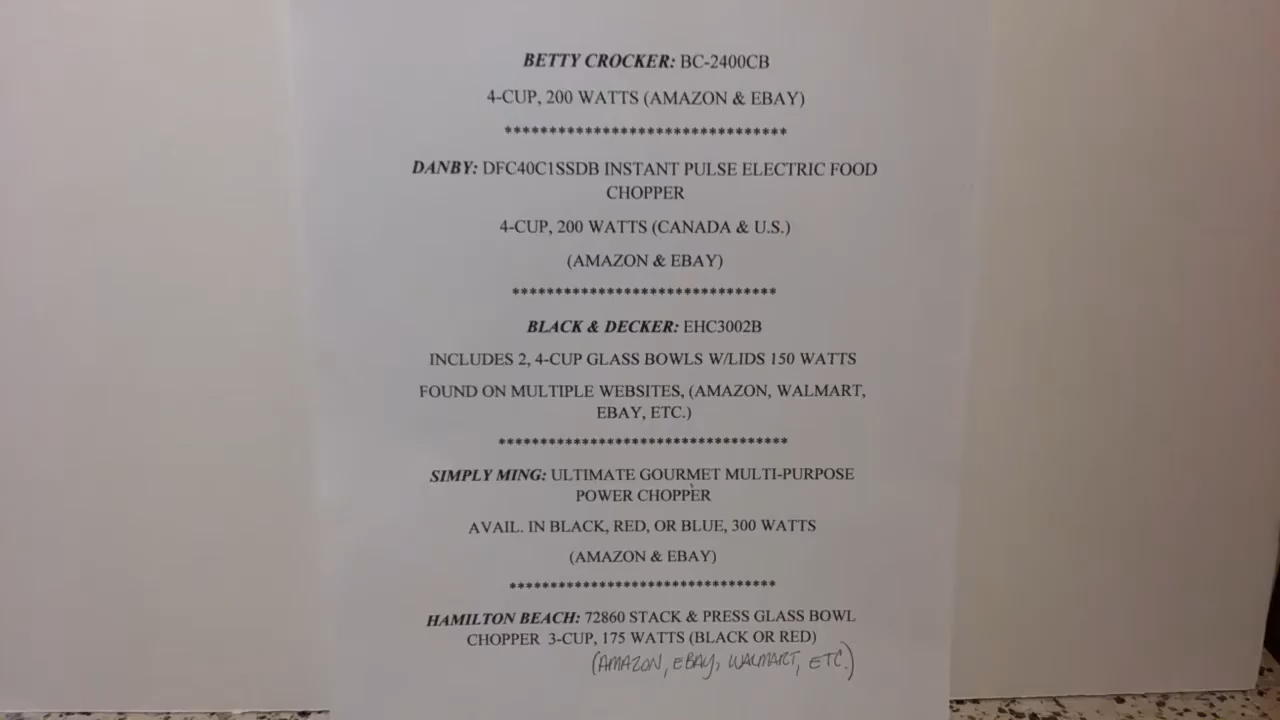 BETTY CROCKER: BC-2400CB
4-CUP, 200 WATTS (AMAZON & EBAY)
********************************
DANBY: DFC40C1SSDB INSTANT PULSE ELECTRIC FOOD
CHOPPER
4-CUP, 200 WATTS (CANADA & U.S.)
(AMAZON & EBAY)
******************************
BLACK & DECKER: EHC3002B
INCLUDES 2, 4-CUP GLASS BOWLS W/LIDS 150 WATTS
FOUND ON MULTIPLE WEBSITES, (AMAZON, WALMART,
EBAY, ETC.)
*********************************
SIMPLY MING: ULTIMATE GOURMET MULTI-PURPOSE
POWER CHOPPER
AVAIL. IN BLACK, RED, OR BLUE, 300 WATTS
(AMAZON & EBAY)
*******************************
HAMILTON BEACH: 72860 STACK & PRESS GLASS BOWL
CHOPPER 3-CUP, 175 WATTS (BLACK OR RED)
(AMAZON, EBAY, WALMART, ETC.)